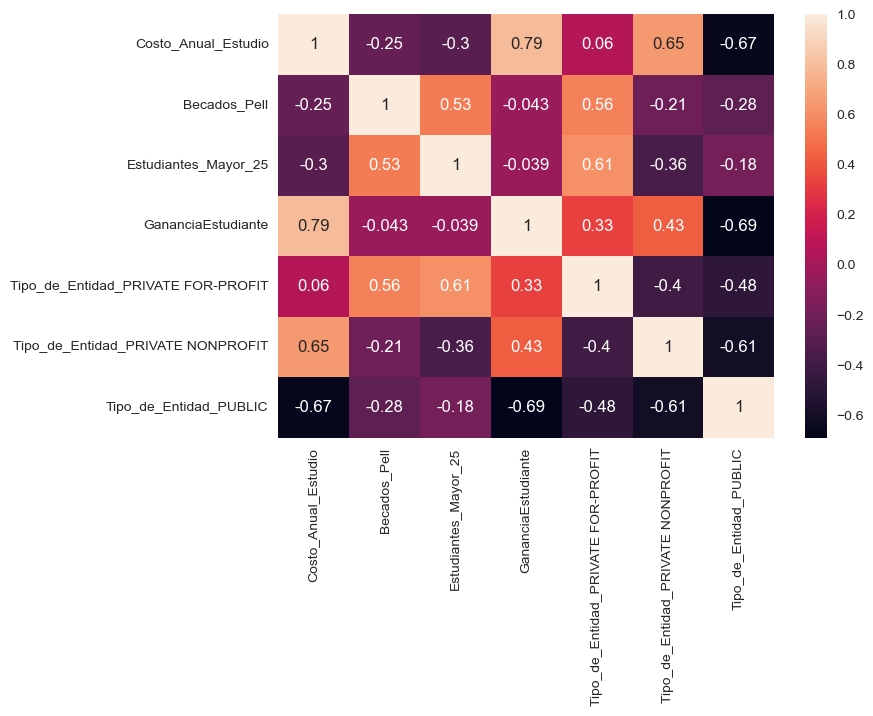 Costo_Anual_Estudio 1 -0.25 -0.3 0.79 0.06 0.65 -0.67
Becados_Pell -0.25 1 0.53 -0.043 0.56 -0.21 -0.28
Estudiantes_Mayor_25 -0.3 0.53 1 -0.039 0.61 -0.36 -0.18
GananciaEstudiante 0.79 -0.043 -0.039 1 0.33 0.43 -0.69
Tipo_de_Entidad_PRIVATE FOR-PROFIT 0.06 0.56 0.61 0.33 1 -0.4 -0.48
Tipo_de_Entidad_PRIVATE NONPROFIT 0.65 -0.21 -0.36 0.43 -0.4 1 -0.61
Tipo_de_Entidad_PUBLIC -0.67 -0.28 -0.18 -0.69 -0.48 -0.61 1
Costo_Anual_Estudio
Becados_Pell
Estudiantes_Mayor_25
GananciaEstudiante
Tipo_de_Entidad_PRIVATE FOR-PROFIT
Tipo_de_Entidad_PRIVATE NONPROFIT
Tipo_de_Entidad_PUBLIC
1.0
0.8
0.6
0.4
0.2
0.0
−0.2
−0.4
−0.6